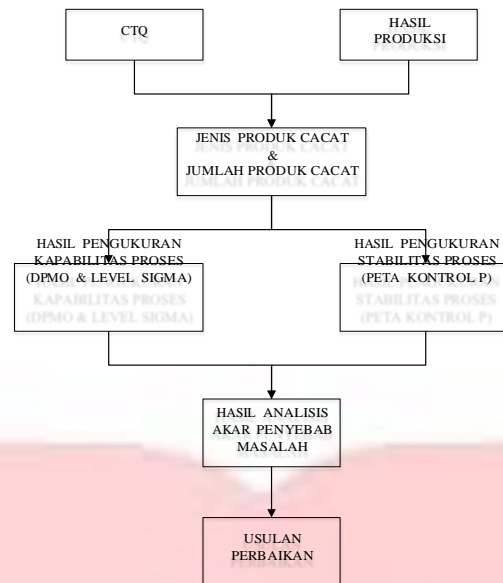 CTQ
HASIL
PRODUKSI
JENIS PRODUK CACAT
&
JUMLAH PRODUK CACAT
HASIL PENGUKURAN
KAPABILITAS PROSES
(DPMO & LEVEL SIGMA)
HASIL PENGUKURAN
STABILITAS PROSES
(PETA KONTROL P)
HASIL ANALISIS
AKAR PENYEBAB
MASALAH
USULAN
PERBAIKAN